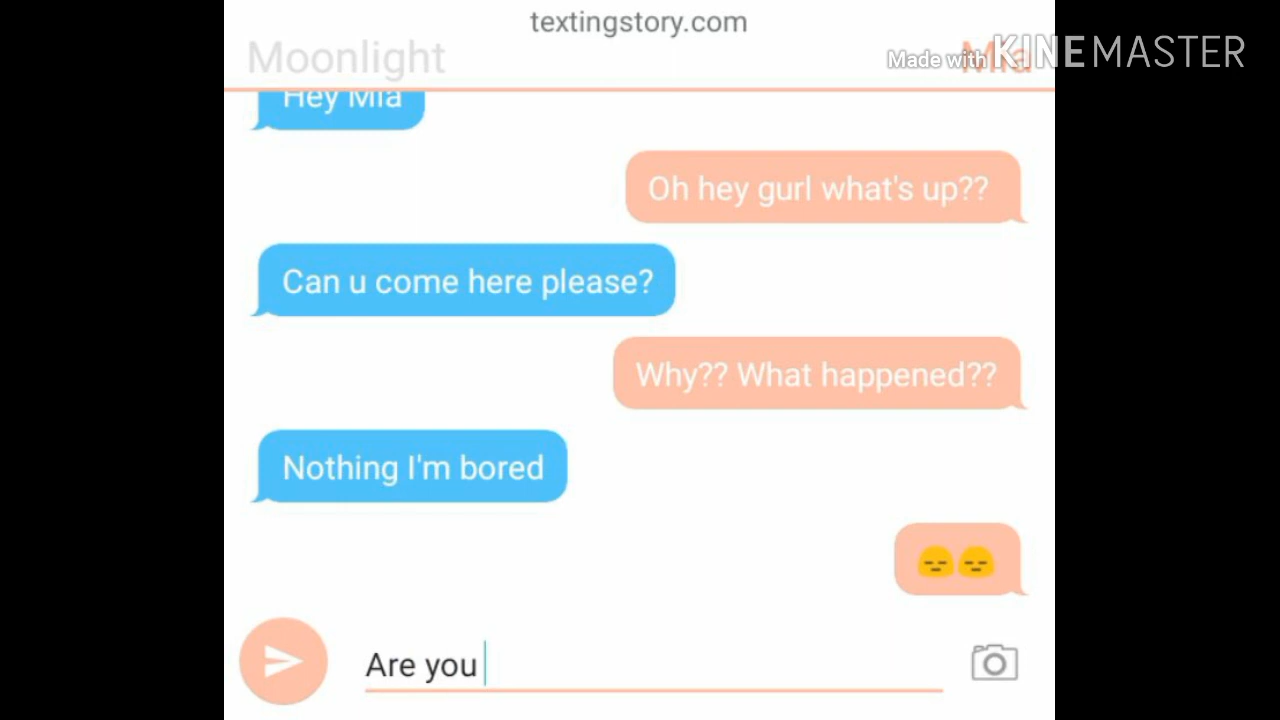 textingstory.com
Moonlight
Mia
Made with KINEMASTER
Hey Mia
Oh hey gurl what's up??
Can u come here please?
Why?? What happened??
Nothing I'm bored
😑😑
Are you